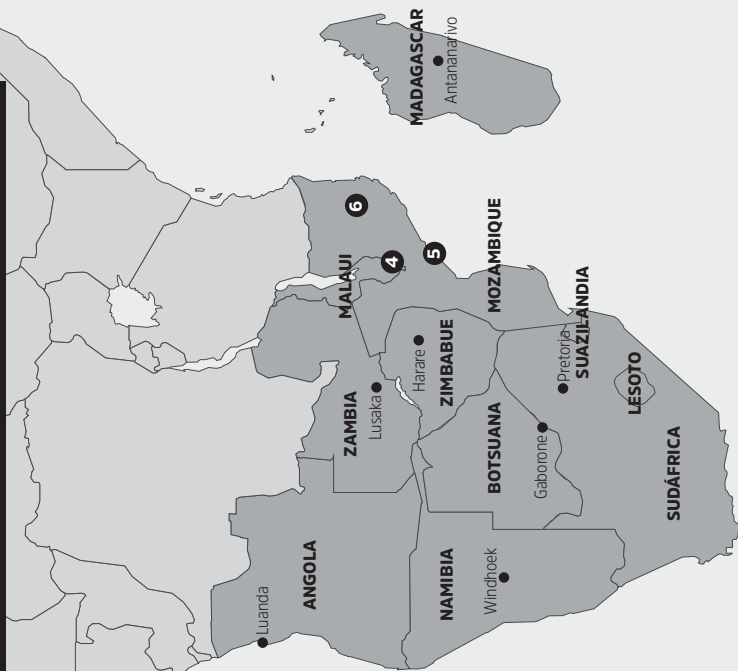 MADAGASCAR
Antananarivo
6
4
5
MALAUI
MOZAMBIQUE
ZAMBIA
Lusaka
Harare
ZIMBABUE
Luanda
ANGOLA
NAMIBIA
Windhoek
BOTSUANA
Gaborone
Pretoria
SUAZILANDIA
LESOTO
SUDÁFRICA